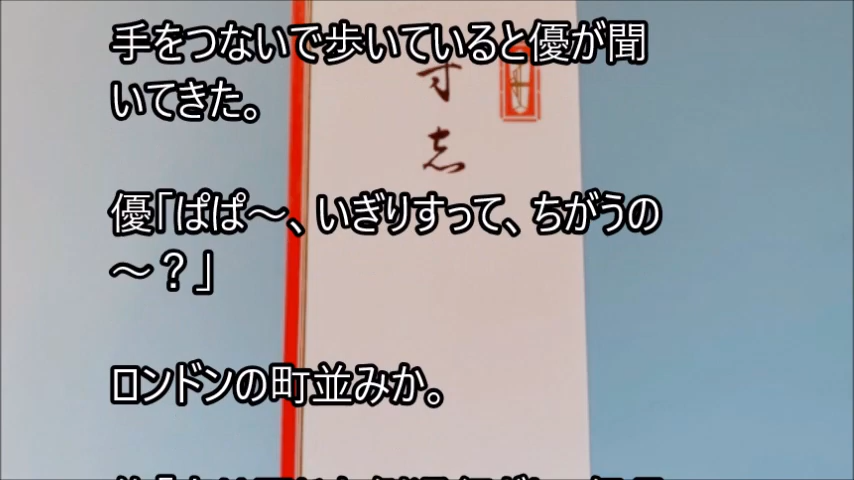 手をつないで歩いていると優が聞
いてきた。
優「ぱぱ～、いぎりすって、ちがうの
～？」
ロンドンの町並みか。
寸志